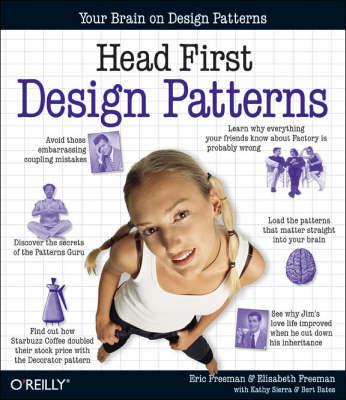 Your Brain on Design Patterns
Head First
Design Patterns
Avoid those
embarrassing
coupling mistakes
Learn why everything
your friends know about Factory is
probably wrong
Discover the secrets
of the Patterns Guru
Load the patterns
that matter straight
into your brain
Find out how
Starbuzz Coffee doubled
their stock price with
the Decorator pattern
See why Jim's
love life improved
when he cut down
his inheritance
O'REILLY®
Eric Freeman & Elisabeth Freeman
with Kathy Sierra & Bert Bates